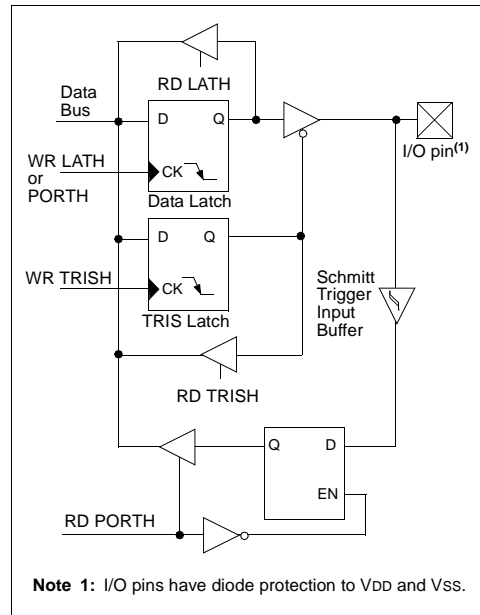 RD LATH
Data
Bus
D Q
WR LATH
or
PORTH
CK
Data Latch
I/O pin(1)
D Q
WR TRISH
CK
TRIS Latch
Schmitt
Trigger
Input
Buffer
RD TRISH
Q D
EN
RD PORTH
Note 1: I/O pins have diode protection to VDD and VSS.